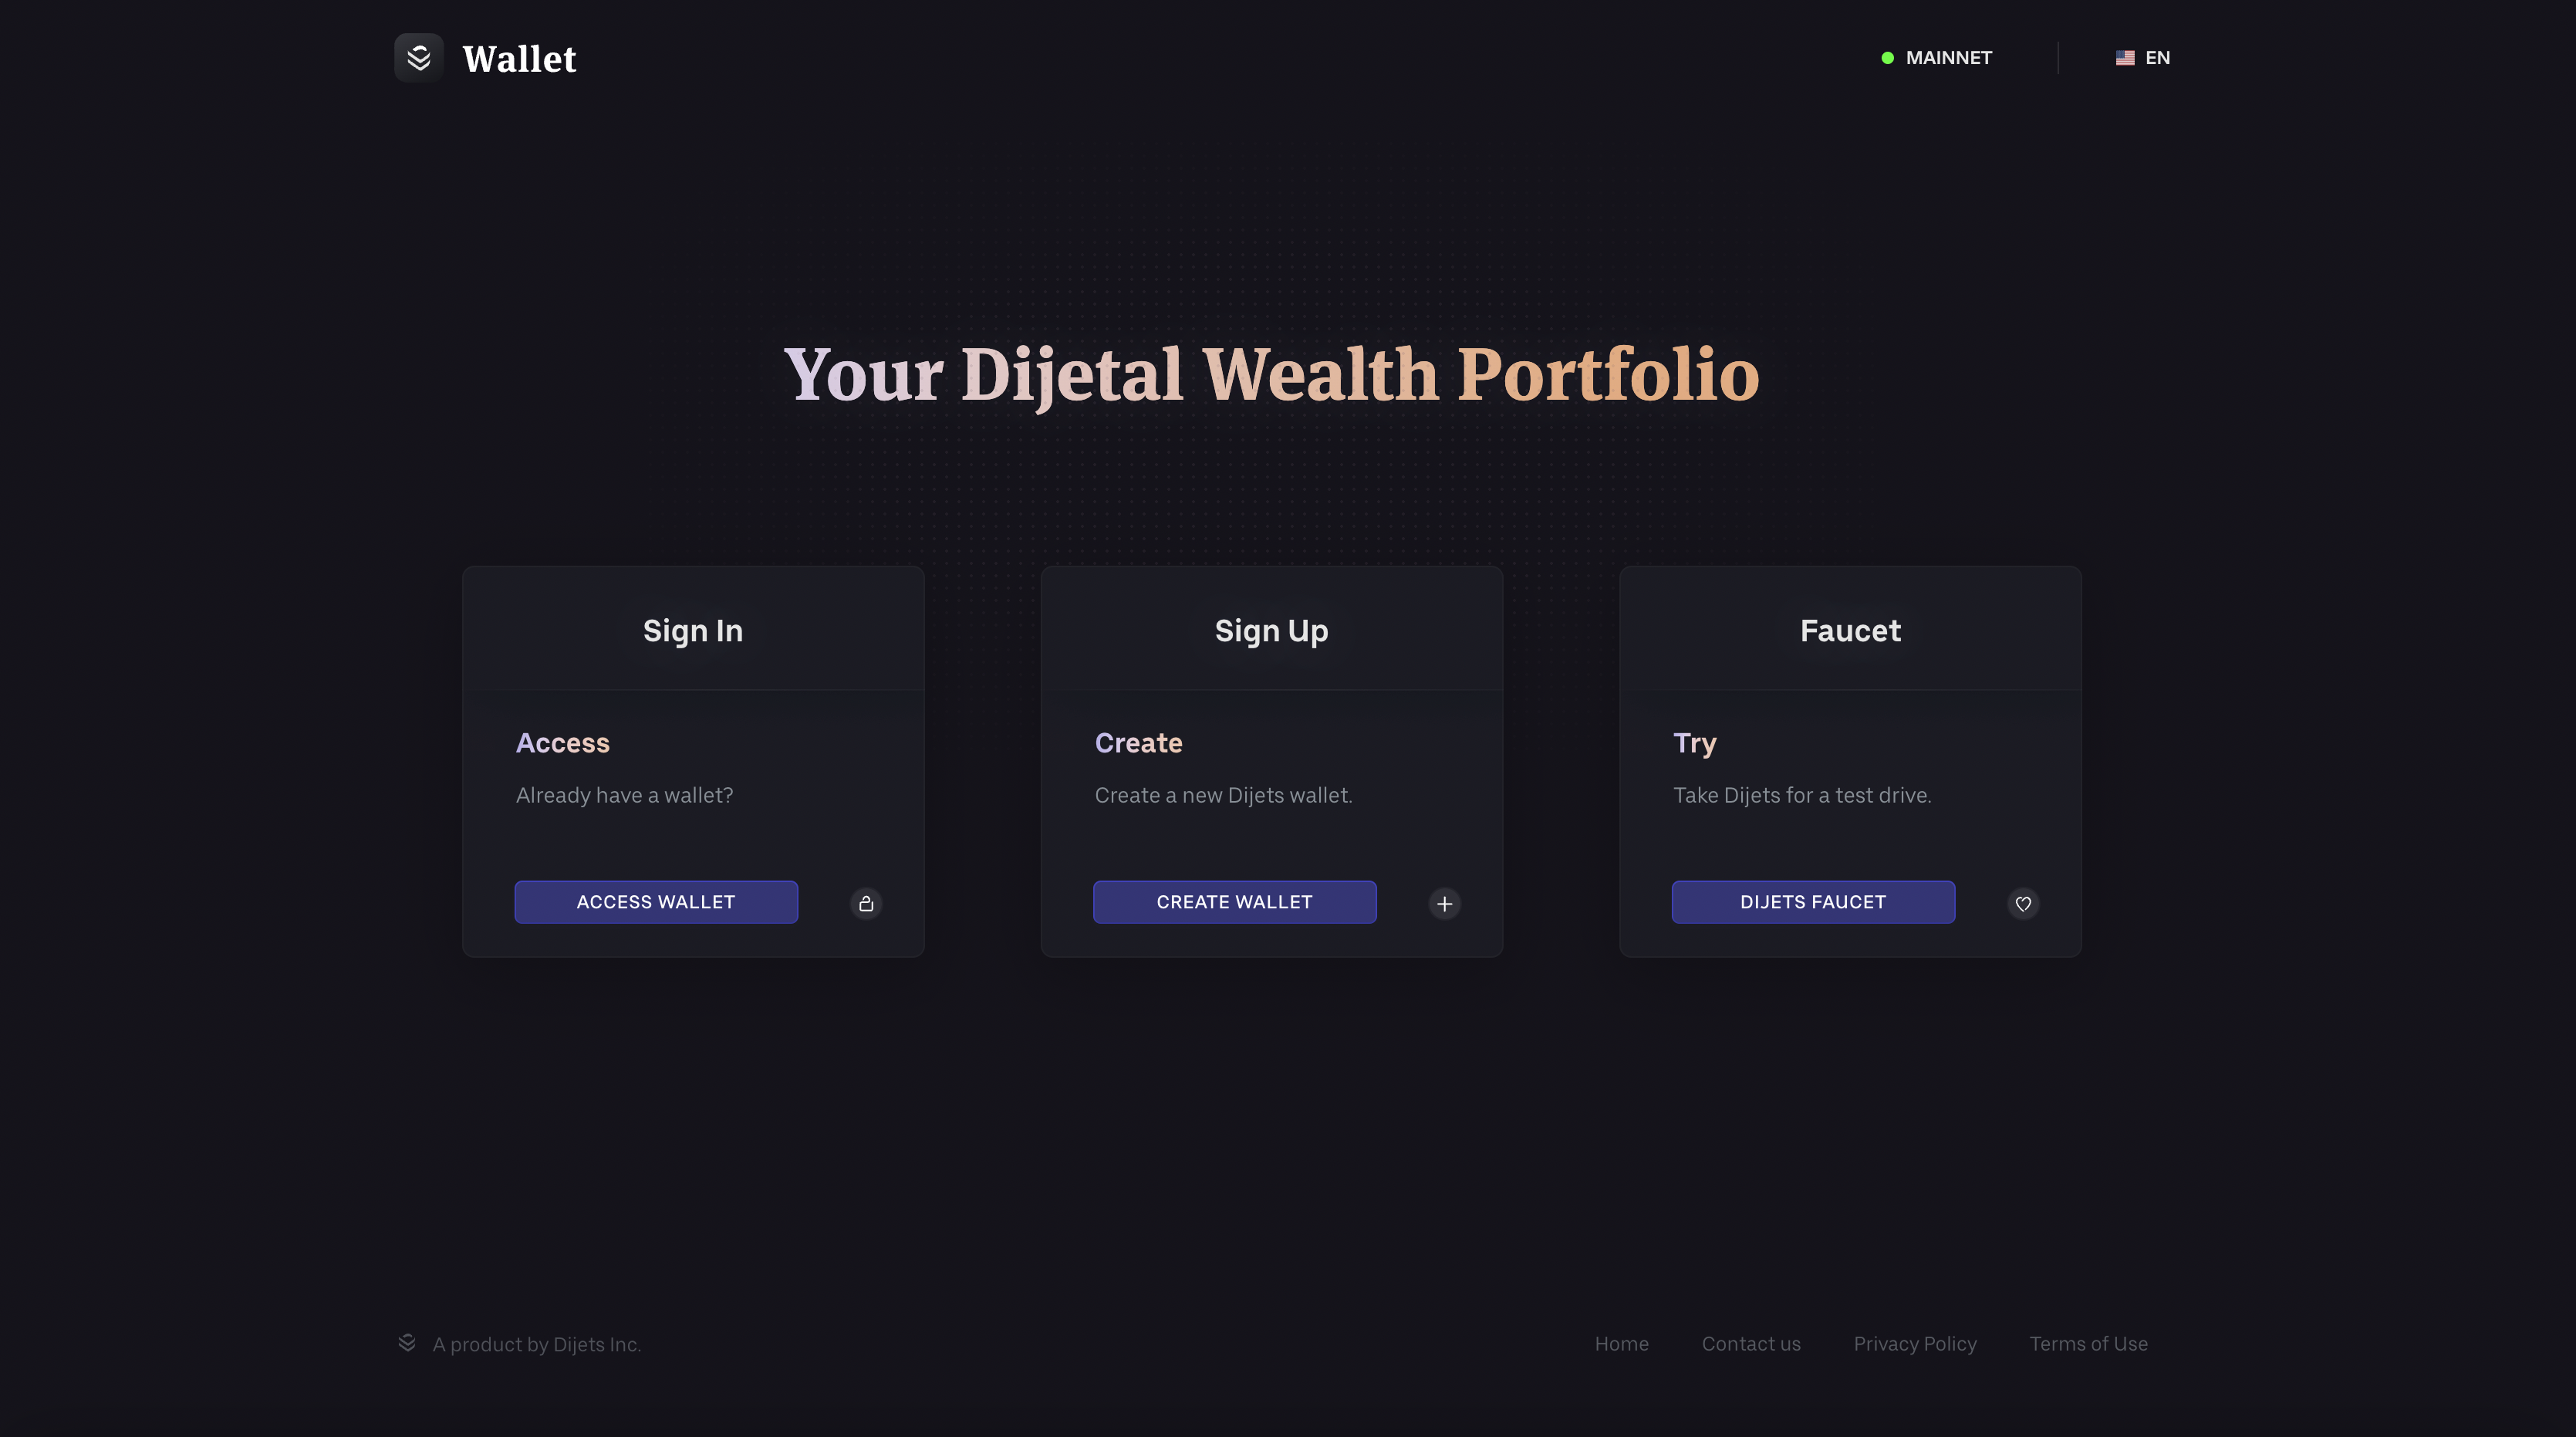 Wallet
MAINNET
EN
Your Dijetal Wealth Portfolio
Sign In
Access
Already have a wallet?
ACCESS WALLET
Sign Up
Create
Create a new Dijets wallet.
CREATE WALLET
Faucet
Try
Take Dijets for a test drive.
DIJETS FAUCET
A product by Dijets Inc.
Home
Contact us
Privacy Policy
Terms of Use